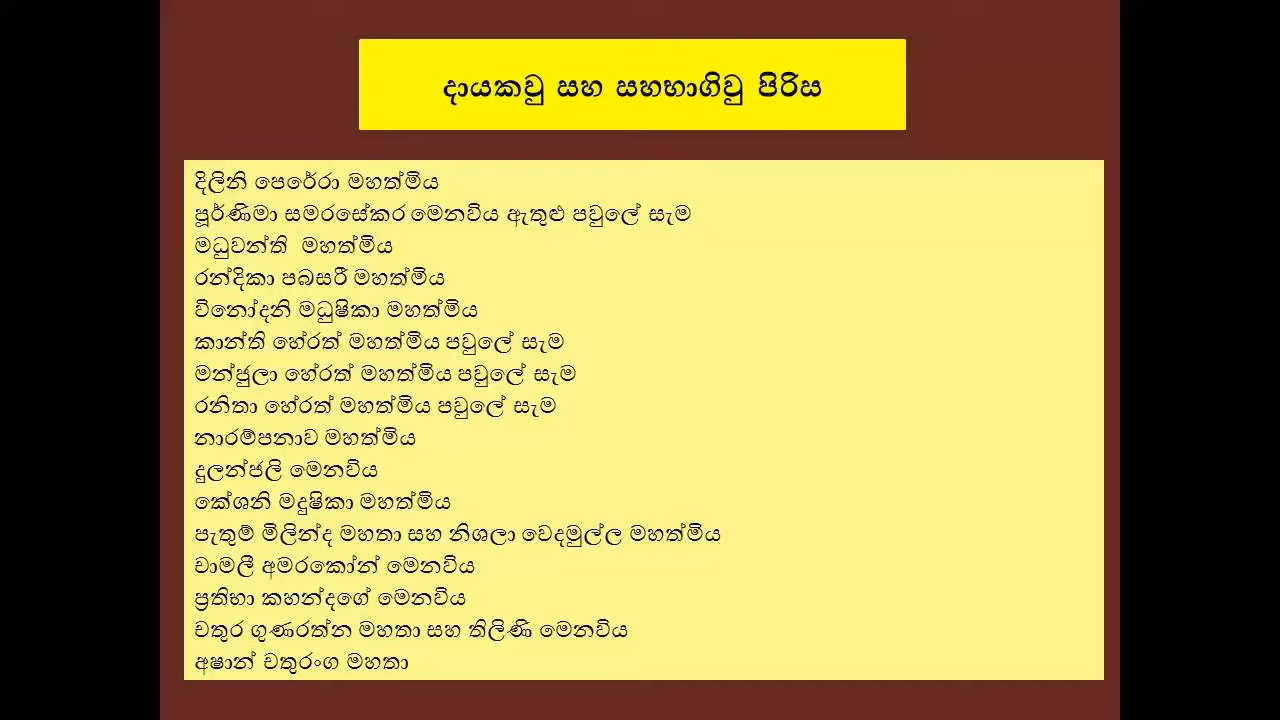 දායකවු සහ සහභාගිවු පිරිස
දිලිනි පෙරේරා මහත්මිය
පූර්ණිමා සමරසේකර මෙනවිය ඇතුළු පවුලේ සැම
මධුවන්ති මහත්මිය
රන්දිකා පබසරී මහත්මිය
විනෝදනි මධුෂිකා මහත්මිය
කාන්ති හේරත් මහත්මිය පවුලේ සැම
මන්ජුලා හේරත් මහත්මිය පවුලේ සැම
රනිතා හේරත් මහත්මිය පවුලේ සැම
නාරම්පනාව මහත්මිය
දුලන්ජලි මෙනවිය
කේශනි මදුෂිකා මහත්මිය
පැතුම් මිලින්ද මහතා සහ නිශලා වෙදමුල්ල මහත්මිය
චාමලී අමරකෝන් මෙනවිය
ප්‍රතිභා කහන්දගේ මෙනවිය
චතුර ගුණරත්න මහතා සහ තිලිණි මෙනවිය
අෂාන් චතුරංග මහතා